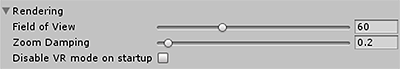 Rendering
Field of View 60
Zoom Damping 0.2
Disable VR mode on startup